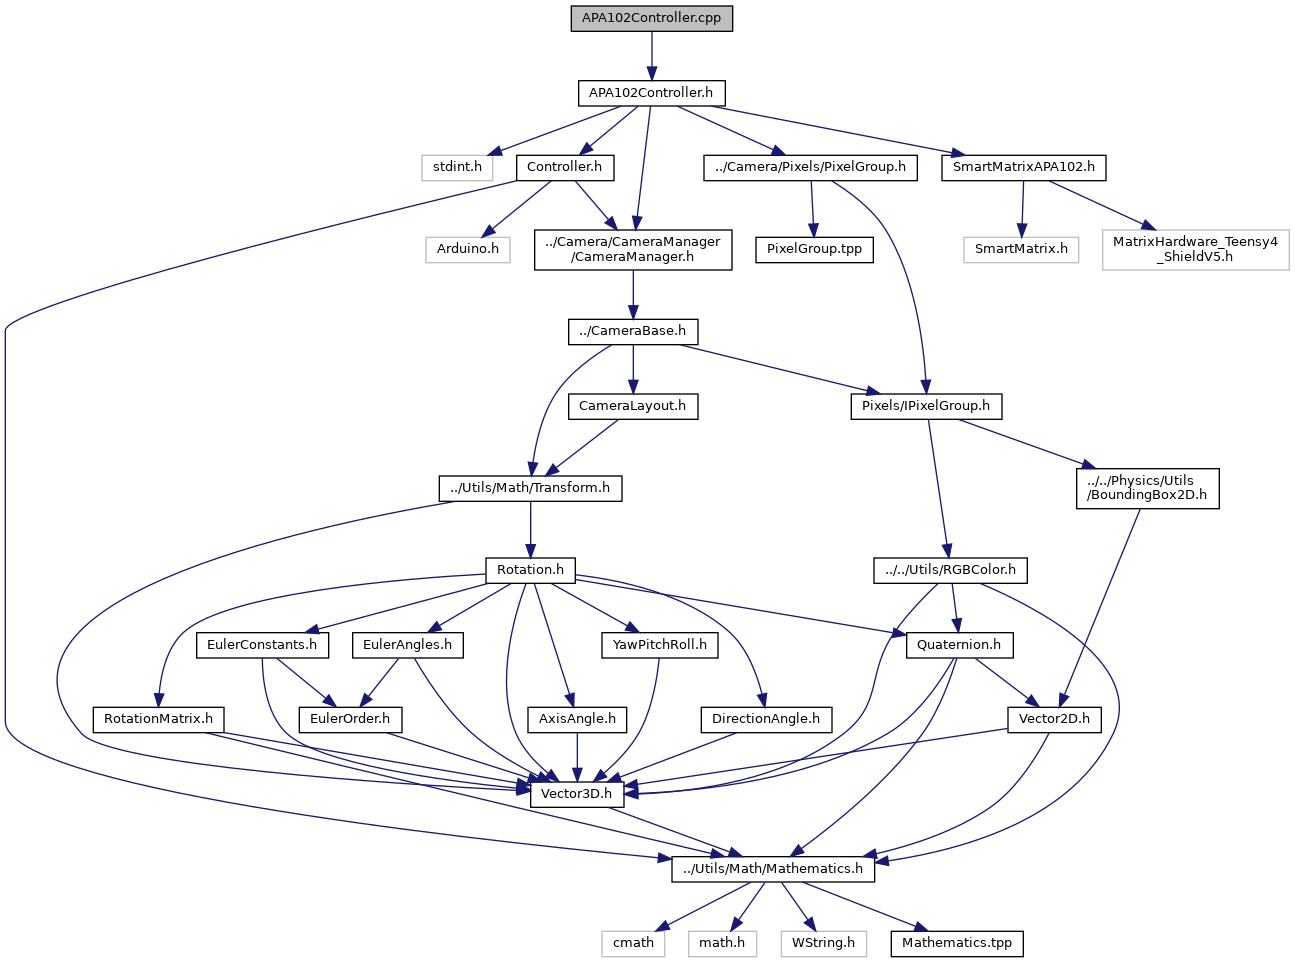 APA102Controller.cpp
APA102Controller.h
stdint.h
Controller.h
../Camera/Pixels/PixelGroup.h
SmartMatrixAPA102.h
Arduino.h
../Camera/CameraManager
/CameraManager.h
PixelGroup.tpp
SmartMatrix.h
MatrixHardware_Teensy4
_ShieldV5.h
../CameraBase.h
CameraLayout.h
Pixels/IPixelGroup.h
../Utils/Math/Transform.h
../../Physics/Utils
/BoundingBox2D.h
Rotation.h
../../Utils/RGBColor.h
EulerConstants.h
EulerAngles.h
YawPitchRoll.h
Quaternion.h
RotationMatrix.h
EulerOrder.h
AxisAngle.h
DirectionAngle.h
Vector2D.h
Vector3D.h
../Utils/Math/Mathematics.h
cmath
math.h
WString.h
Mathematics.tpp